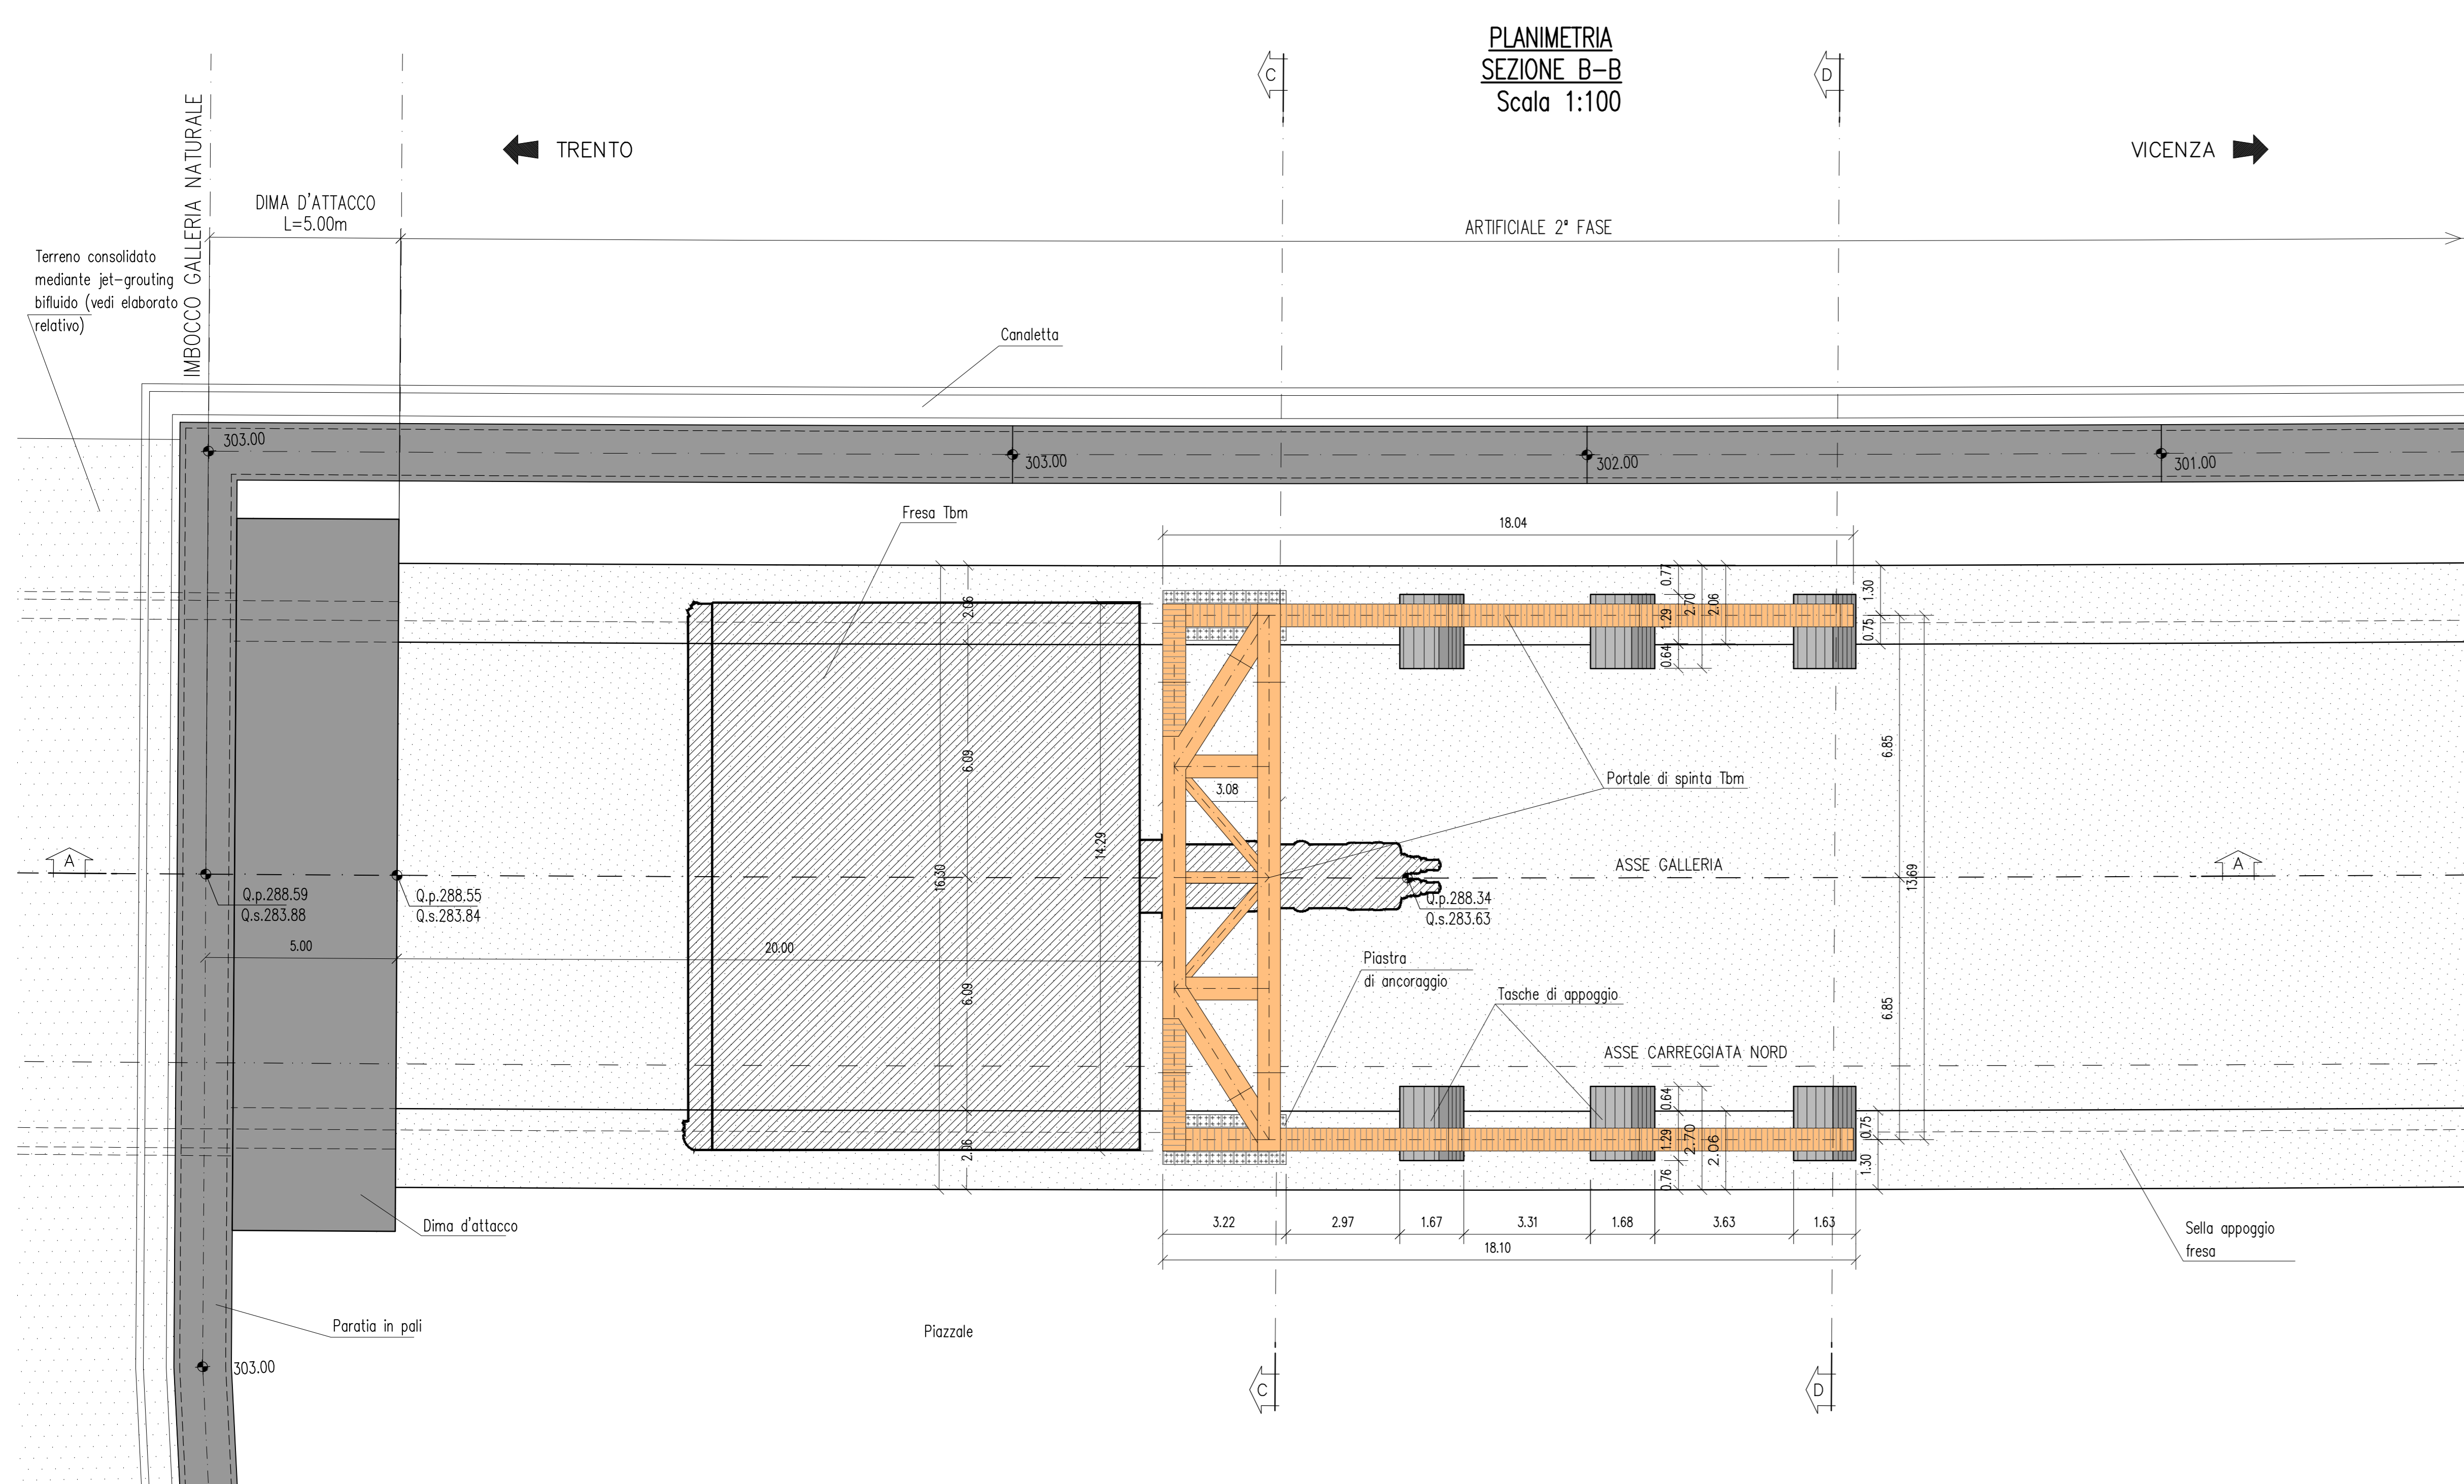 PLANIMETRIA
SEZIONE B-B
Scala 1:100
C
D
TRENTO
VICENZA
IMBOCCO GALLERIA NATURALE
DIMA D'ATTACCO
L=5.00m
ARTIFICIALE 2ª FASE
Terreno consolidato
mediante jet-grouting
bifluido (vedi elaborato
relativo)
Canaletta
303.00
303.00
302.00
301.00
Fresa Tbm
18.04
2.06
0.77
1.29
0.64
2.70
2.06
1.30
0.75
6.09
6.85
3.08
Portale di spinta Tbm
14.29
16.30
13.69
A
ASSE GALLERIA
A
Q.p.288.59
Q.s.283.88
Q.p.288.55
Q.s.283.84
Q.p.288.34
Q.s.283.63
5.00
20.00
6.09
6.85
Piastra
di ancoraggio
Tasche di appoggio
ASSE CARREGGIATA NORD
2.06
0.64
1.29
0.76
2.70
2.06
0.75
1.30
3.22
2.97
1.67
3.31
1.68
3.63
1.63
18.10
Dima d'attacco
Sella appoggio
fresa
Paratia in pali
Piazzale
303.00
C
D